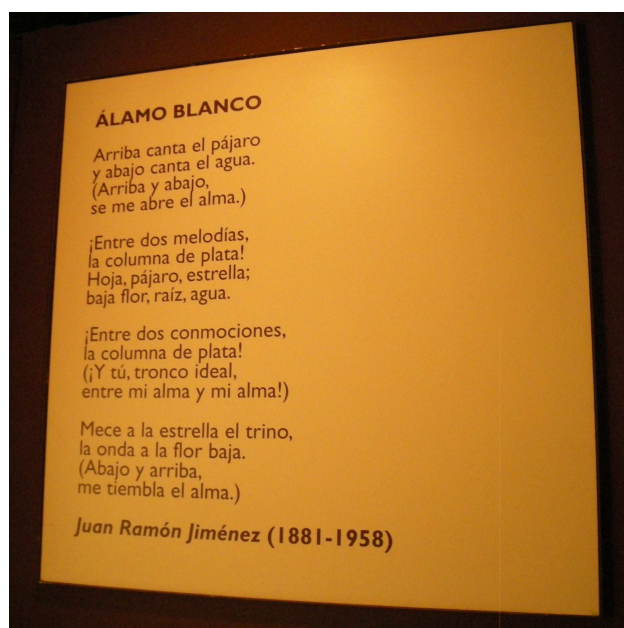 ÁLAMO BLANCO
Arriba canta el pájaro
y abajo canta el agua.
(Arriba y abajo,
se me abre el alma.)
¡Entre dos melodías,
la columna de plata!
Hoja, pájaro, estrella;
baja flor, raíz, agua.
¡Entre dos conmociones,
la columna de plata!
(¡Y tú, tronco ideal,
entre mi alma y mi alma!)
Mece a la estrella el trino,
la onda a la flor baja.
(Abajo y arriba,
me tiembla el alma.)
Juan Ramón Jiménez (1881-1958)